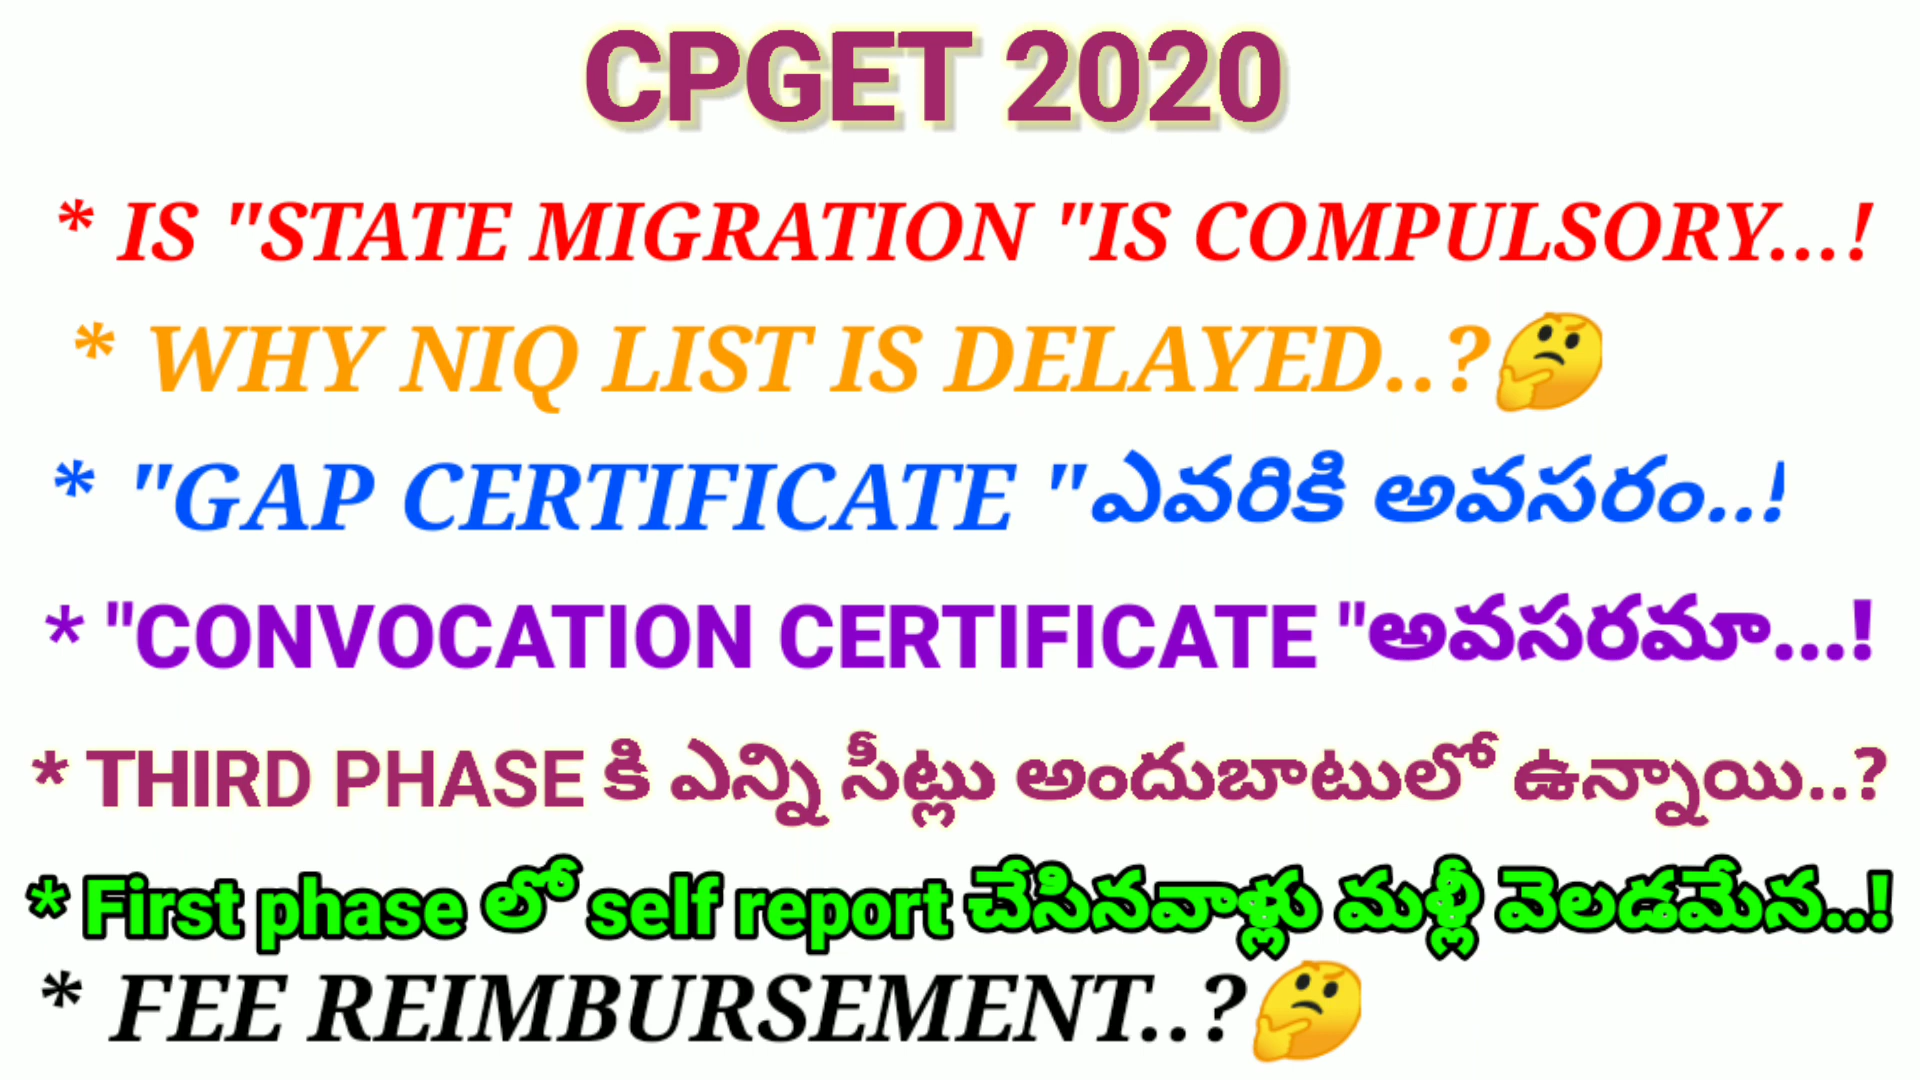 CPGET 2020
* IS "STATE MIGRATION "IS COMPULSORY...!
* WHY NIQ LIST IS DELAYED..?🤔
* "GAP CERTIFICATE "ఎవరికి అవసరం..!
* "CONVOCATION CERTIFICATE "అవసరమా...!
* THIRD PHASE కి ఎన్ని సీట్లు అందుబాటులో ఉన్నాయి..?
* First phase లో self report చేసినవాళ్లు మళ్లీ వెలడమేన..!
* FEE REIMBURSEMENT..?🤔